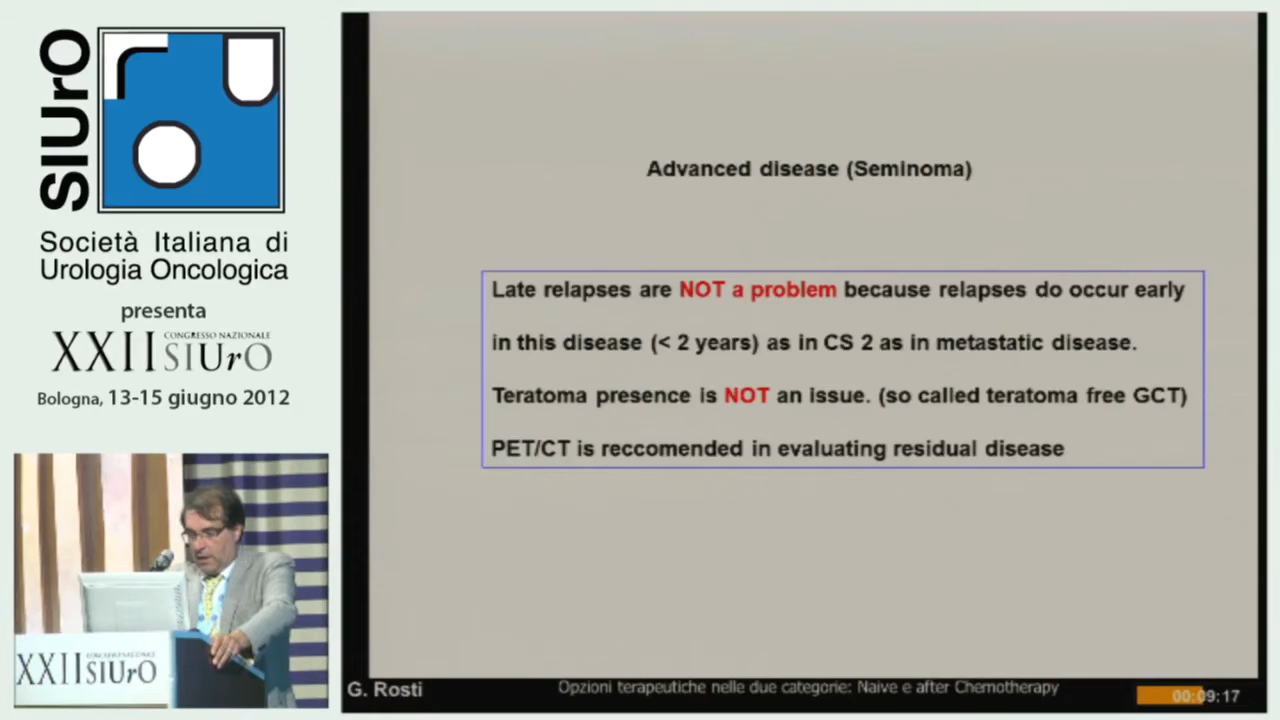 SIUrO
Società Italiana di
Urologia Oncologica
presenta
XXII CONGRESSO NAZIONALE SIUrO
Bologna, 13-15 giugno 2012
XXII SIUrO
Advanced disease (Seminoma)
Late relapses are NOT a problem because relapses do occur early
in this disease (< 2 years) as in CS 2 as in metastatic disease.
Teratoma presence is NOT an issue. (so called teratoma free GCT)
PET/CT is reccomended in evaluating residual disease
G. Rosti
Opzioni terapeutiche nelle due categorie: Naive e after Chemotherapy
00:09:17